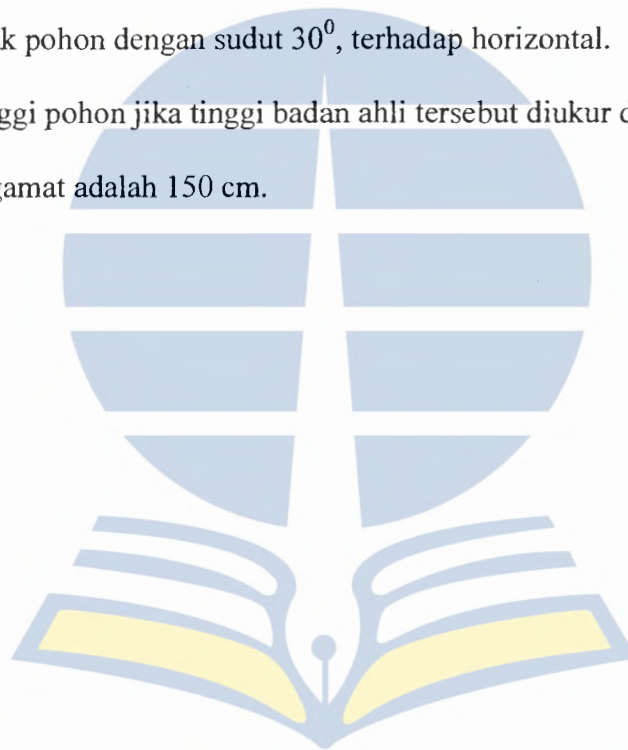 k pohon dengan sudut 30⁰, terhadap horizontal.
ggi pohon jika tinggi badan ahli tersebut diukur d
gamat adalah 150 cm.